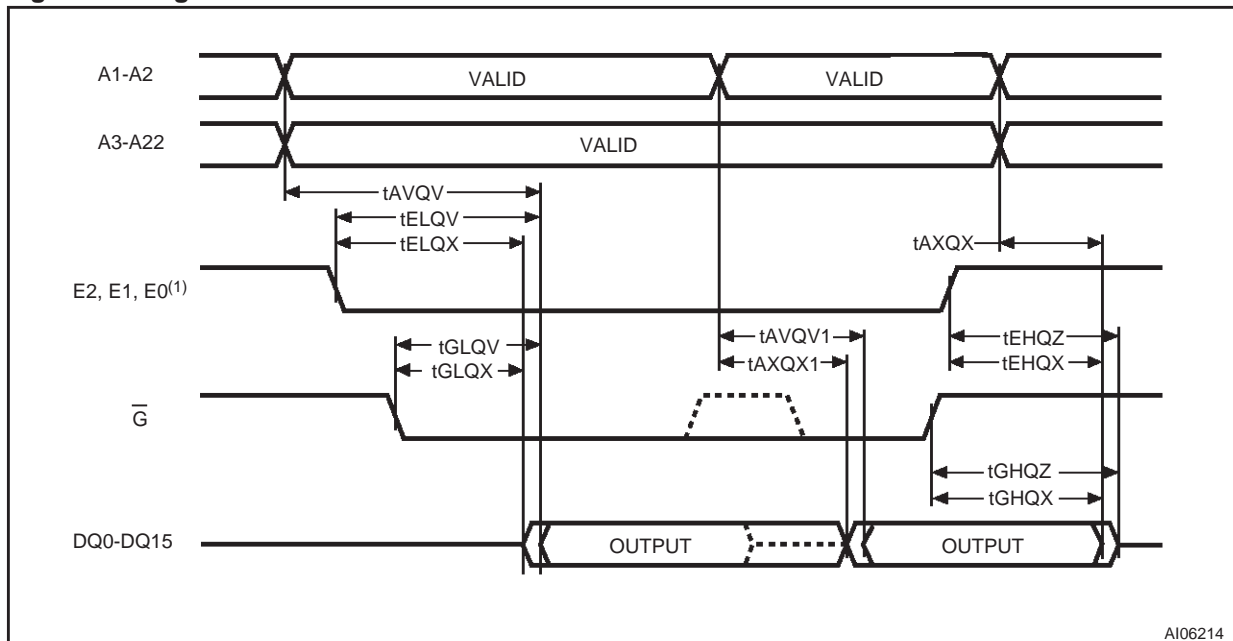 A1-A2
VALID
VALID
A3-A22
VALID
tAVQV
tELQV
tELQX
tAXQX
E2, E1, E0(1)
tAVQV1
tEHQZ
tGLQV
tAXQX1
tEHQX
tGLQX
G
tGHQZ
tGHQX
DQ0-DQ15
OUTPUT
OUTPUT
AI06214